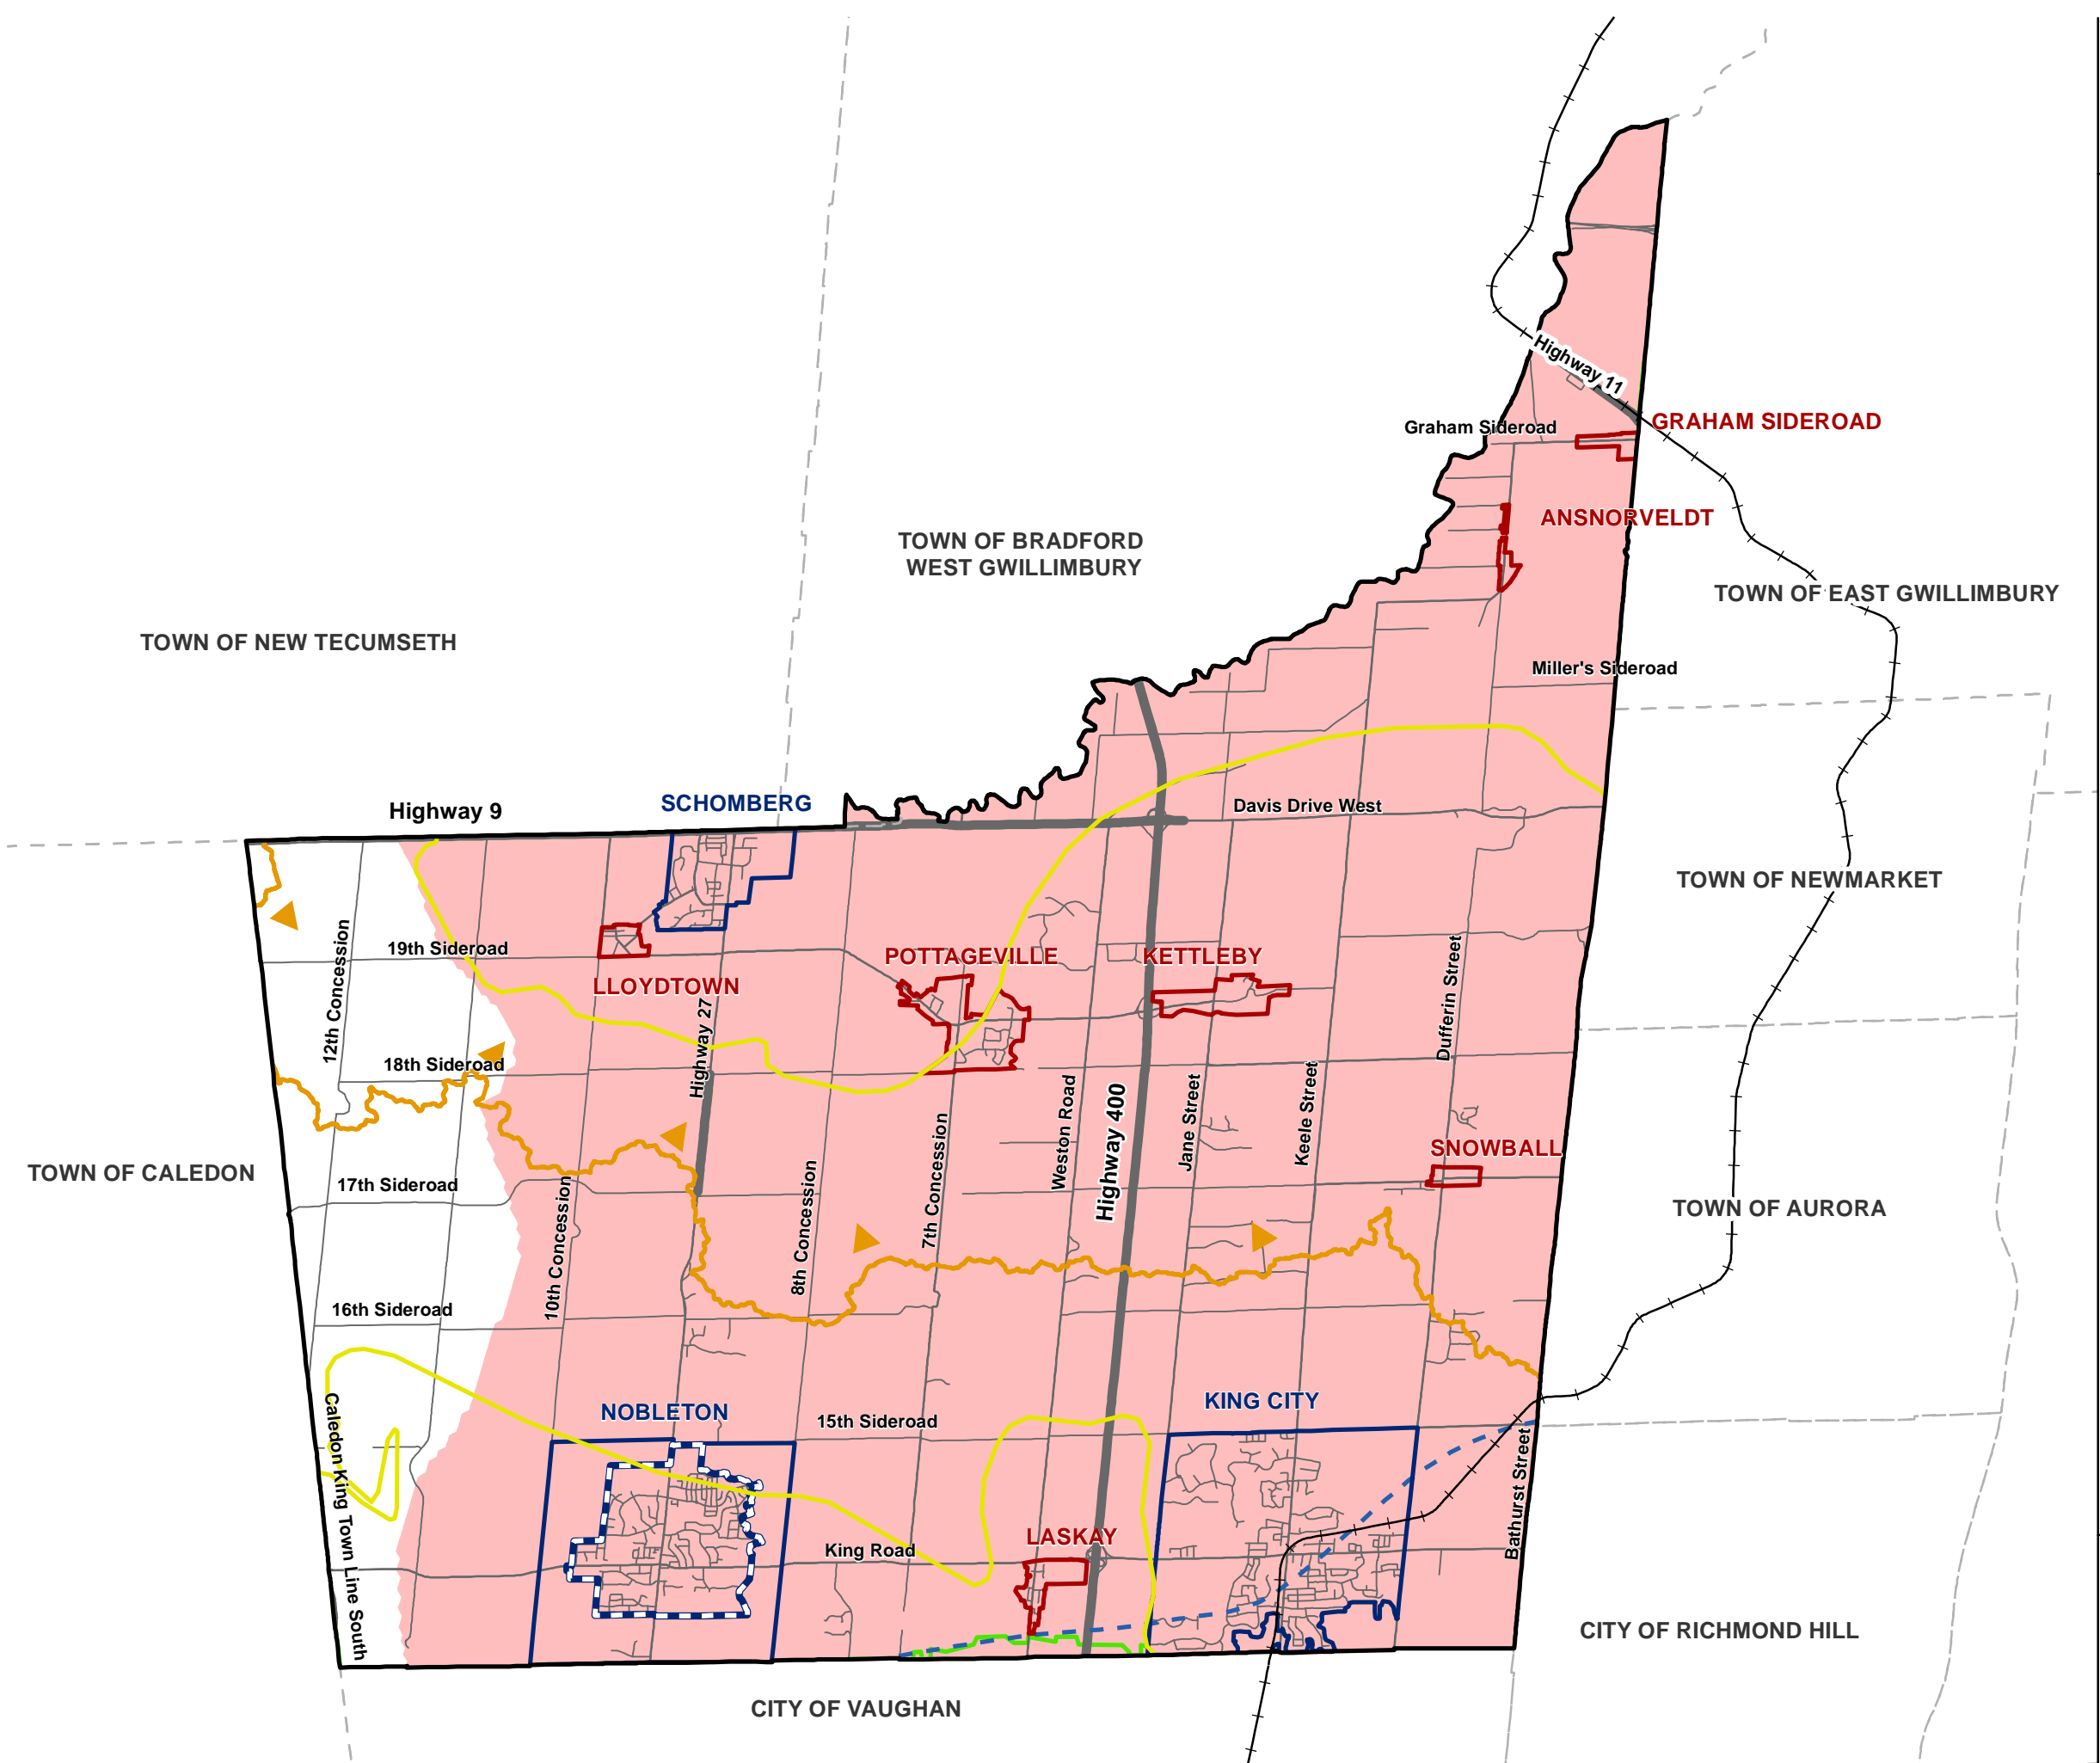 Highway 11
Graham Sideroad
GRAHAM SIDEROAD
ANSNORVELDT
TOWN OF BRADFORD
WEST GWILLIMBURY
TOWN OF EAST GWILLIMBURY
TOWN OF NEW TECUMSETH
Miller's Sideroad
Highway 9
SCHOMBERG
Davis Drive West
TOWN OF NEWMARKET
12th Concession
19th Sideroad
POTTAGEVILLE
KETTLEBY
Dufferin Street
LLOYDTOWN
Highway 27
18th Sideroad
Weston Road
Highway 400
Jane Street
Keele Street
7th Concession
SNOWBALL
TOWN OF CALEDON
17th Sideroad
10th Concession
8th Concession
TOWN OF AURORA
16th Sideroad
Caledon King Town Line South
NOBLETON
15th Sideroad
KING CITY
Bathurst Street
LASKAY
King Road
CITY OF RICHMOND HILL
CITY OF VAUGHAN